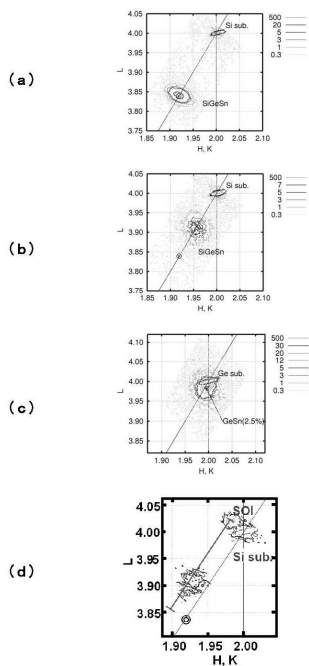 (a)
4.05
4.00
3.95
3.90
3.85
3.80
3.75
L
Si sub.
SiGeSn
1.85 1.90 1.95 2.00 2.05 2.10
H, K
500
20
5
3
1
0.3
(b)
4.05
4.00
3.95
3.90
3.85
3.80
3.75
L
Si sub.
SiGeSn
1.85 1.90 1.95 2.00 2.05 2.10
H, K
500
7
5
3
1
0.3
(c)
4.10
4.05
4.00
3.95
3.90
3.85
L
Ge sub.
GeSn(2.5%)
1.90 1.95 2.00 2.05 2.10
H, K
500
30
20
12
5
3
1
0.3
(d)
4.05
4.00
3.95
3.90
3.85
L
SOI
Si sub.
1.90 1.95 2.00
H, K